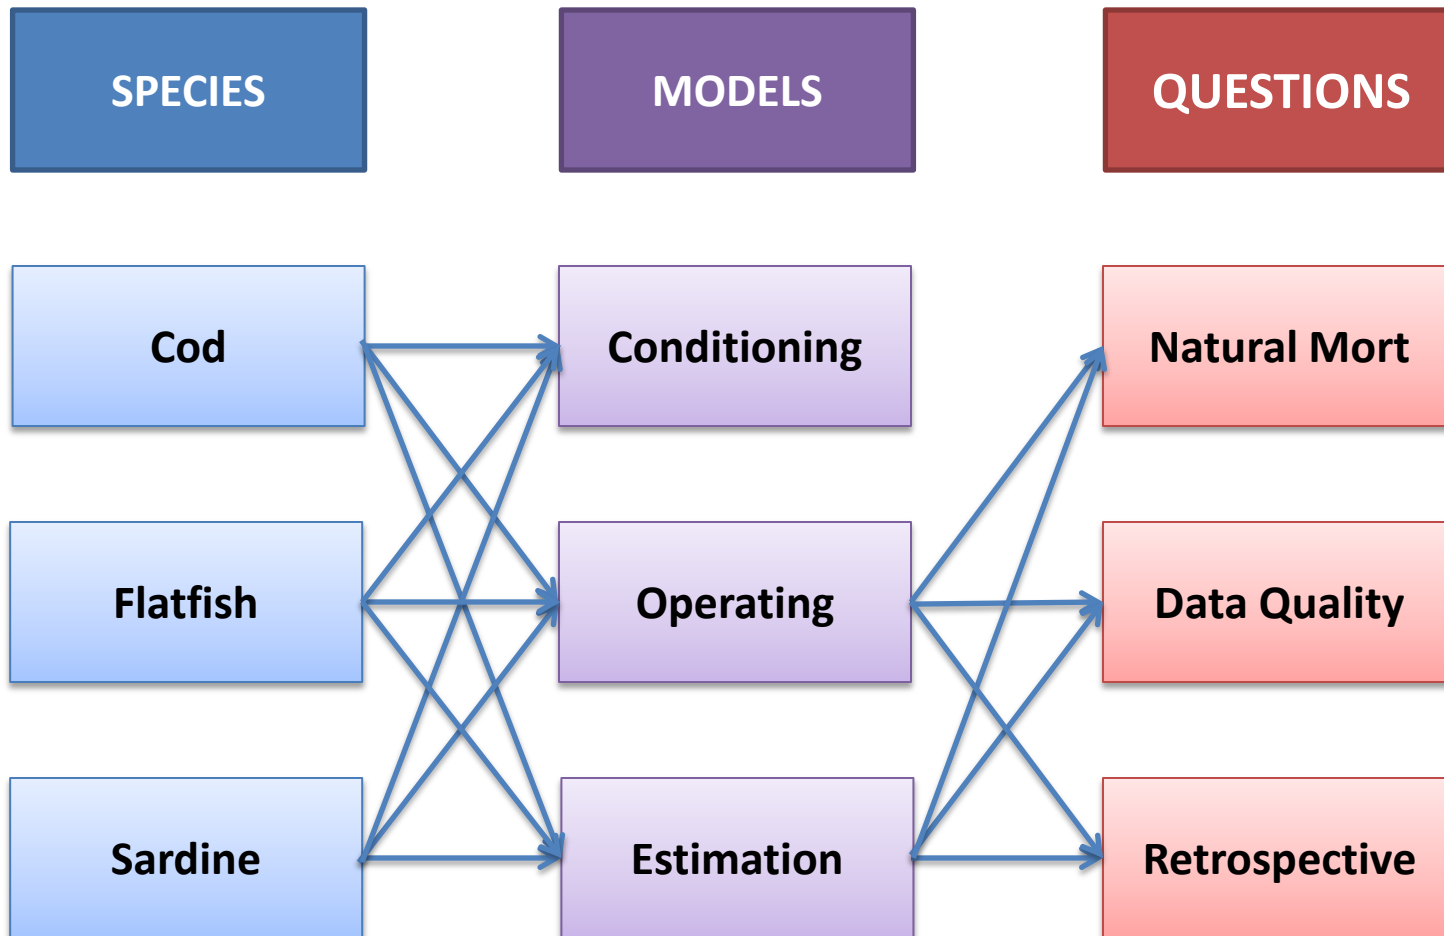 SPECIES
MODELS
QUESTIONS
Cod
Conditioning
Natural Mort
Flatfish
Operating
Data Quality
Sardine
Estimation
Retrospective